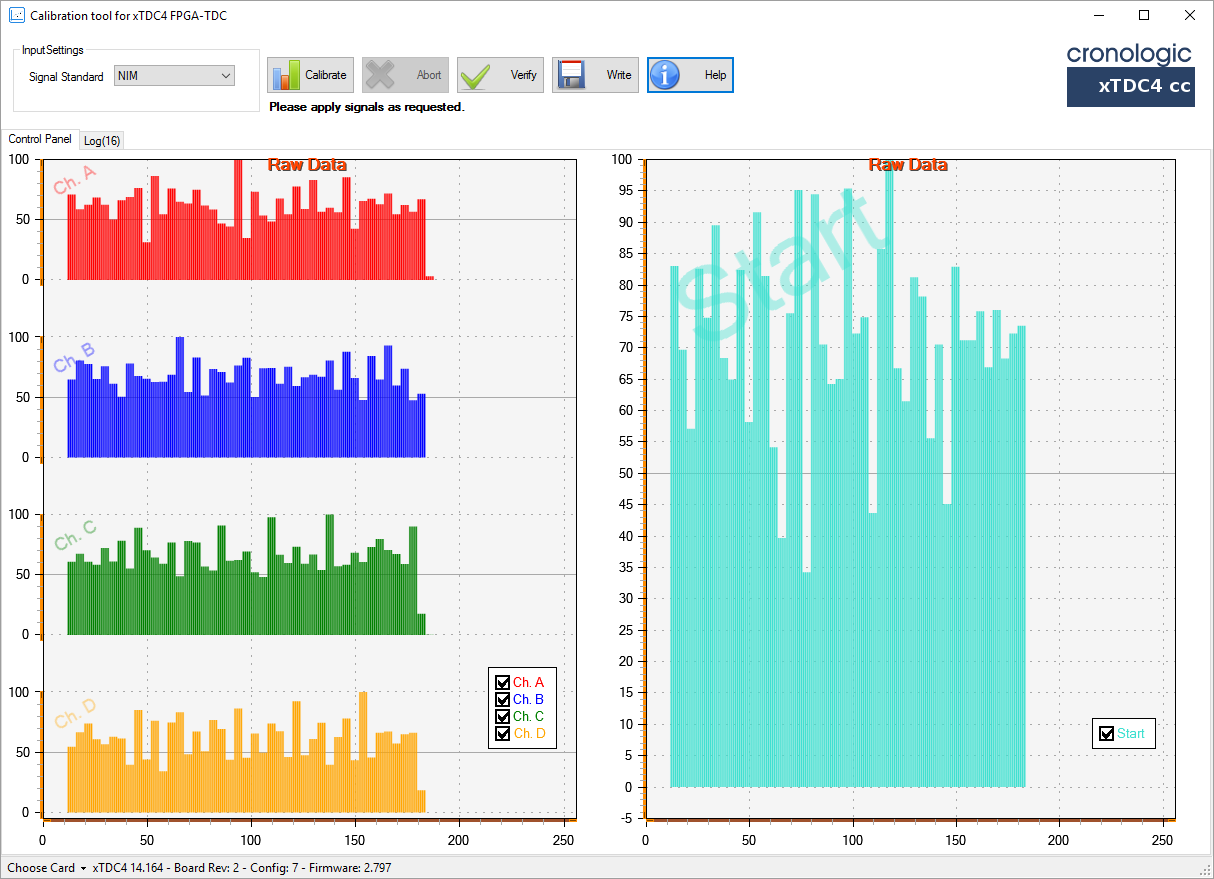 Calibration tool for xTDC4 FPGA-TDC
Input Settings
Signal Standard NIM
Calibrate Abort Verify Write Help
Please apply signals as requested.
cronologic
xTDC4 cc
Control Panel Log(16)
Raw Data
Ch. A
100
50
0
Ch. B
100
50
0
Ch. C
100
50
0
Ch. D
100
50
0
0 50 100 150 200 250
Ch. A
Ch. B
Ch. C
Ch. D
Raw Data
Start
100
95
90
85
80
75
70
65
60
55
50
45
40
35
30
25
20
15
10
5
0
-5
0 50 100 150 200 250
Start
Choose Card xTDC4 14.164 - Board Rev: 2 - Config: 7 - Firmware: 2.797